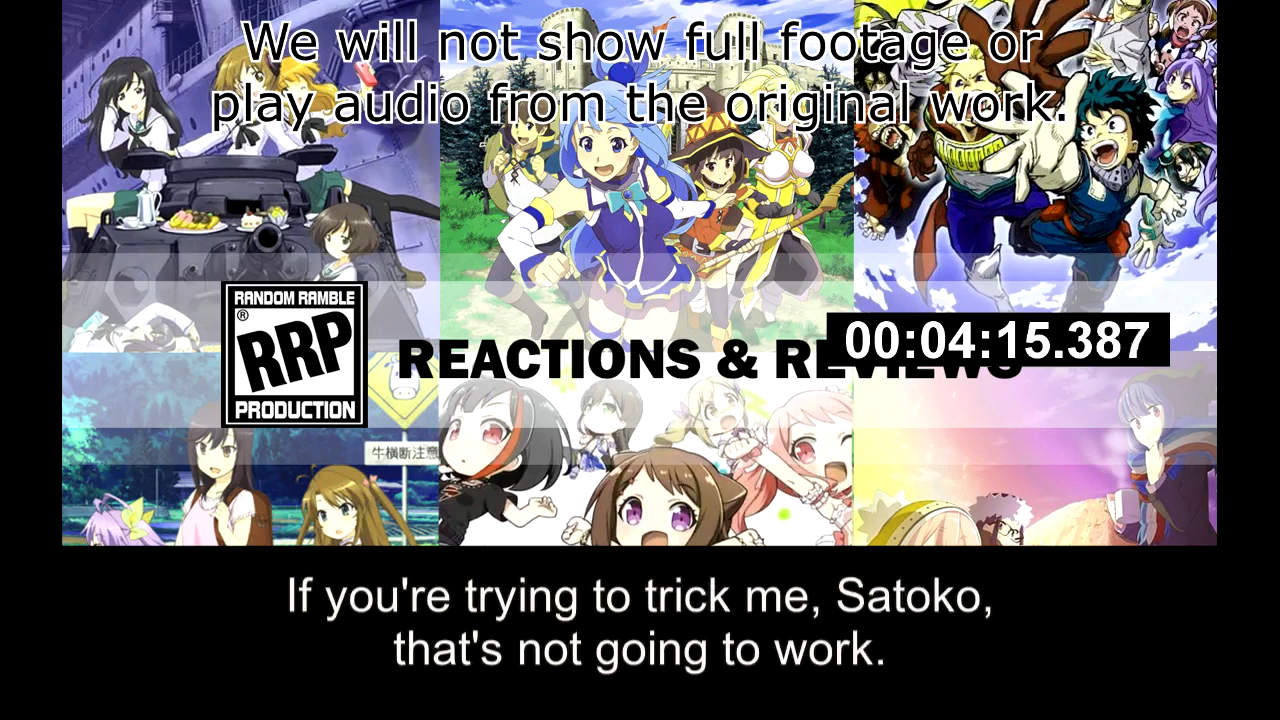 We will not show full footage or
play audio from the original work.
RANDOM RAMBLE
®
RRP
PRODUCTION
REACTIONS & REVIEWS
00:04:15.387
牛横断注意
If you're trying to trick me, Satoko,
that's not going to work.